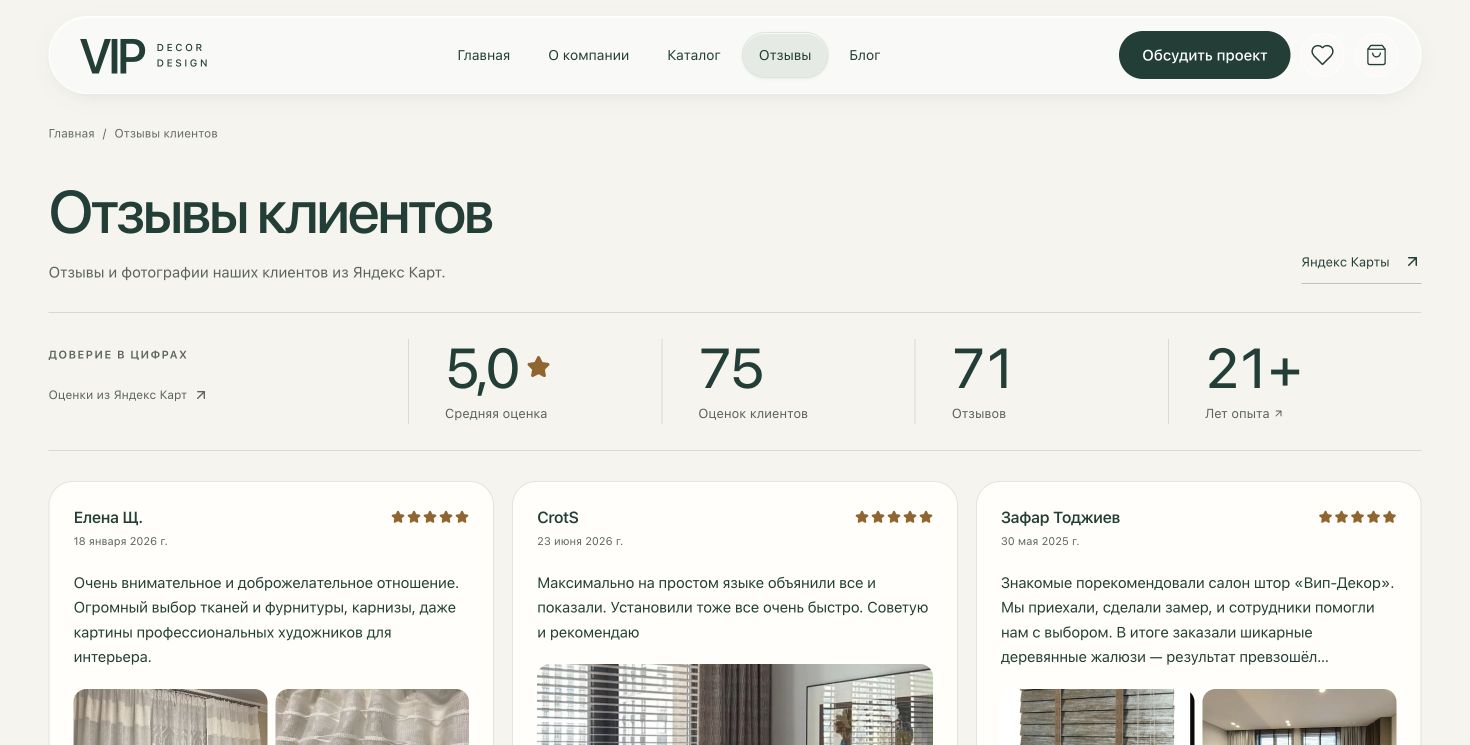 VIP DECOR DESIGN
Главная О компании Каталог Отзывы Блог Обсудить проект
Главная / Отзывы клиентов
Отзывы клиентов
Отзывы и фотографии наших клиентов из Яндекс Карт.
Яндекс Карты
ДОВЕРИЕ В ЦИФРАХ
Оценки из Яндекс Карт
5,0
Средняя оценка
75
Оценок клиентов
71
Отзывов
21+
Лет опыта
Елена Щ.
18 января 2026 г.
Очень внимательное и доброжелательное отношение.
Огромный выбор тканей и фурнитуры, карнизы, даже
картины профессиональных художников для
интерьера.
CrotS
23 июня 2026 г.
Максимально на простом языке объянили все и
показали. Установили тоже все очень быстро. Советую
и рекомендаю
Зафар Тоджиев
30 мая 2025 г.
Знакомые порекомендовали салон штор «Вип-Декор».
Мы приехали, сделали замер, и сотрудники помогли
нам с выбором. В итоге заказали шикарные
деревянные жалюзи — результат превзошёл...